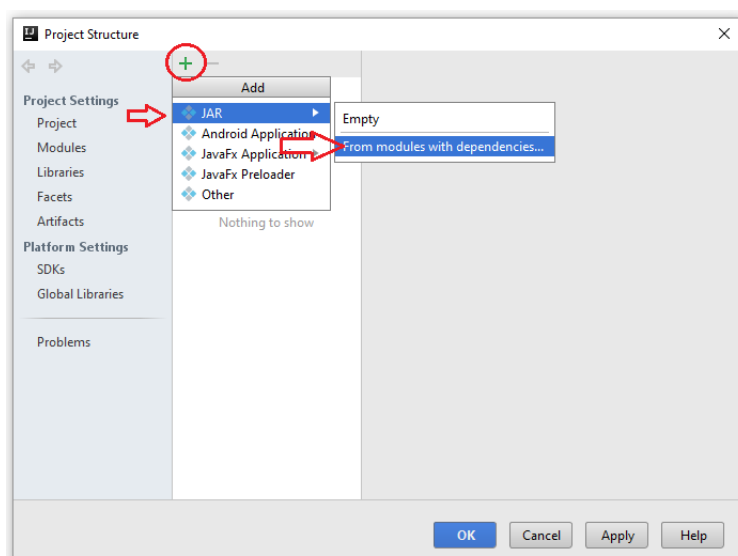 IJ Project Structure
Add
Project Settings
Project
Modules
Libraries
Facets
Artifacts
Platform Settings
SDKs
Global Libraries
Problems
JAR
Android Application
JavaFx Application
JavaFx Preloader
Other
Nothing to show
Empty
From modules with dependencies...
OK Cancel Apply Help